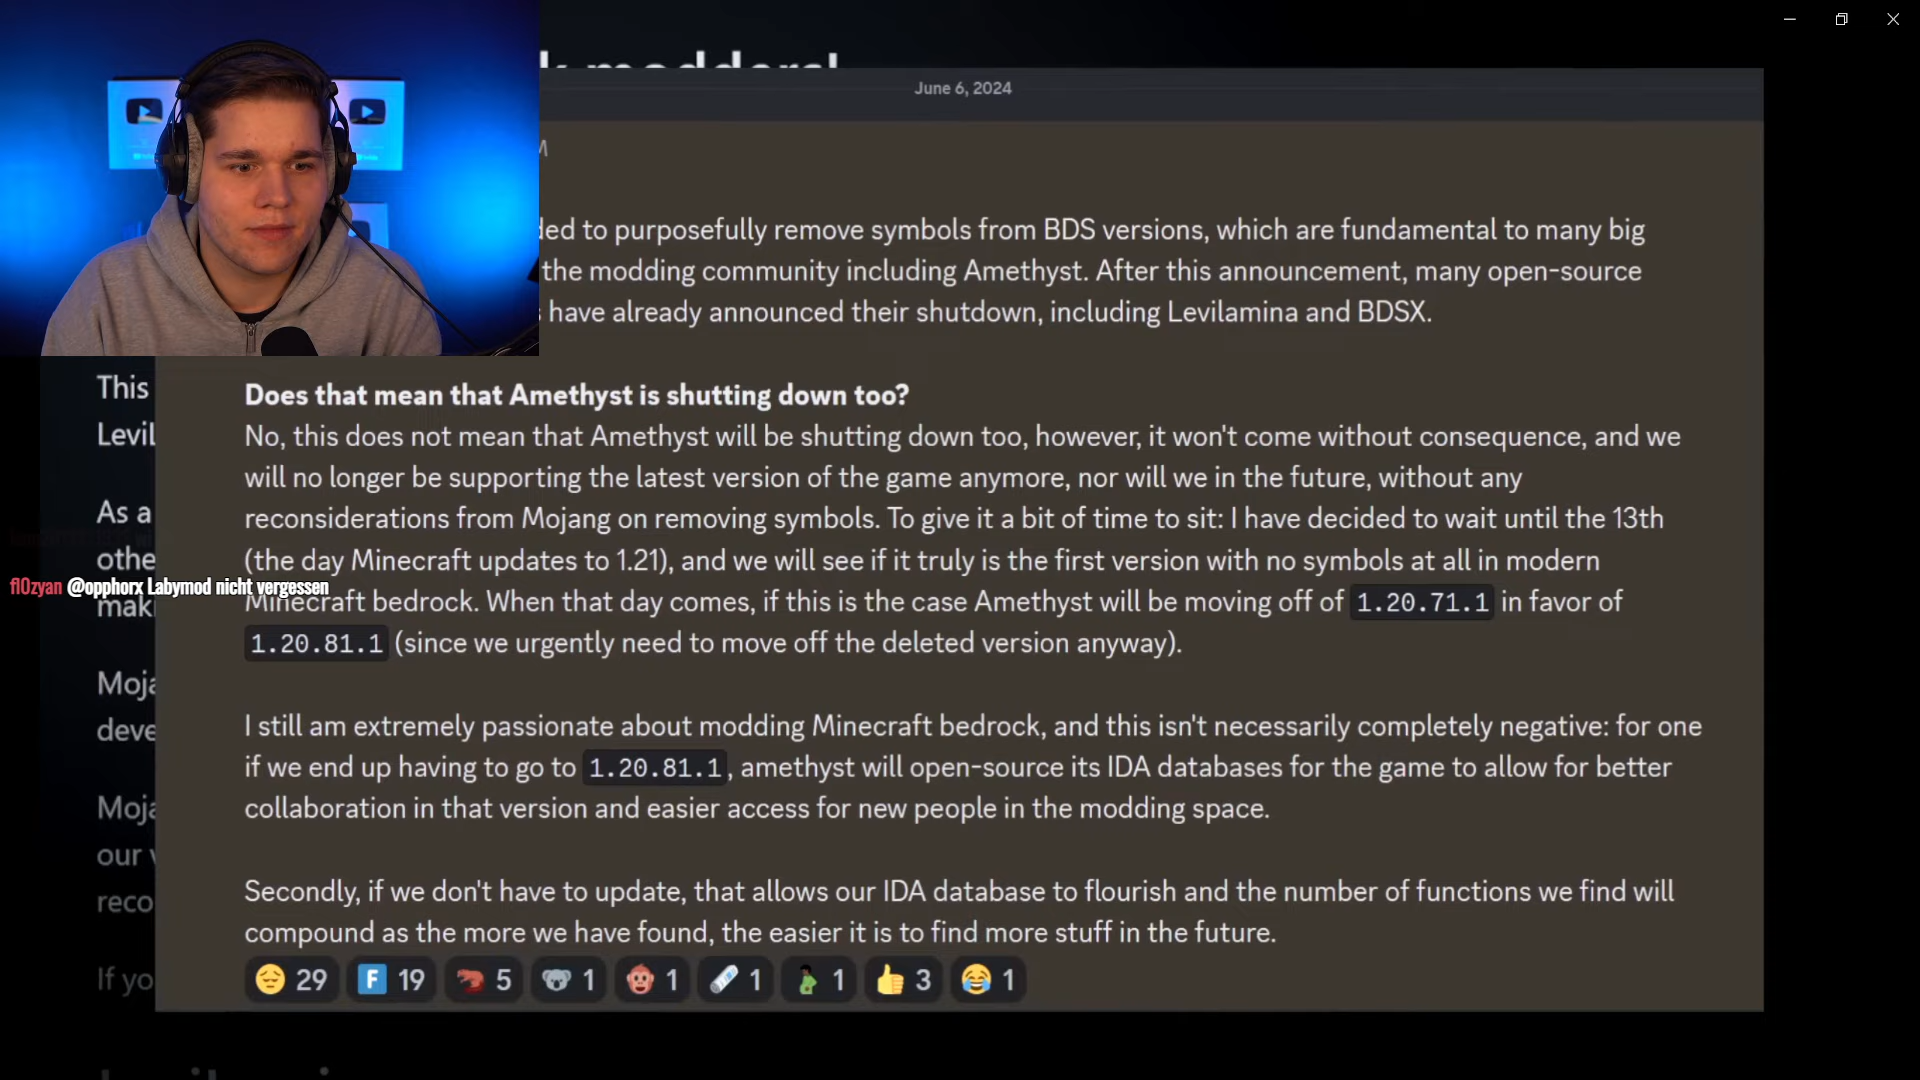 k modders!
June 6, 2024
M
ded to purposefully remove symbols from BDS versions, which are fundamental to many big
the modding community including Amethyst. After this announcement, many open-source
s have already announced their shutdown, including Levilamina and BDSX.
This
Levil
As a
othe
maki
Moja
deve
Moja
our v
reco
If yo
Does that mean that Amethyst is shutting down too?
No, this does not mean that Amethyst will be shutting down too, however, it won't come without consequence, and we
will no longer be supporting the latest version of the game anymore, nor will we in the future, without any
reconsiderations from Mojang on removing symbols. To give it a bit of time to sit: I have decided to wait until the 13th
(the day Minecraft updates to 1.21), and we will see if it truly is the first version with no symbols at all in modern
fl0zyan @opphorx Labymod nicht vergessen
Minecraft bedrock. When that day comes, if this is the case Amethyst will be moving off of 1.20.71.1 in favor of
1.20.81.1 (since we urgently need to move off the deleted version anyway).
I still am extremely passionate about modding Minecraft bedrock, and this isn't necessarily completely negative: for one
if we end up having to go to 1.20.81.1, amethyst will open-source its IDA databases for the game to allow for better
collaboration in that version and easier access for new people in the modding space.
Secondly, if we don't have to update, that allows our IDA database to flourish and the number of functions we find will
compound as the more we have found, the easier it is to find more stuff in the future.
29 F 19 5 1 1 1 1 3 1